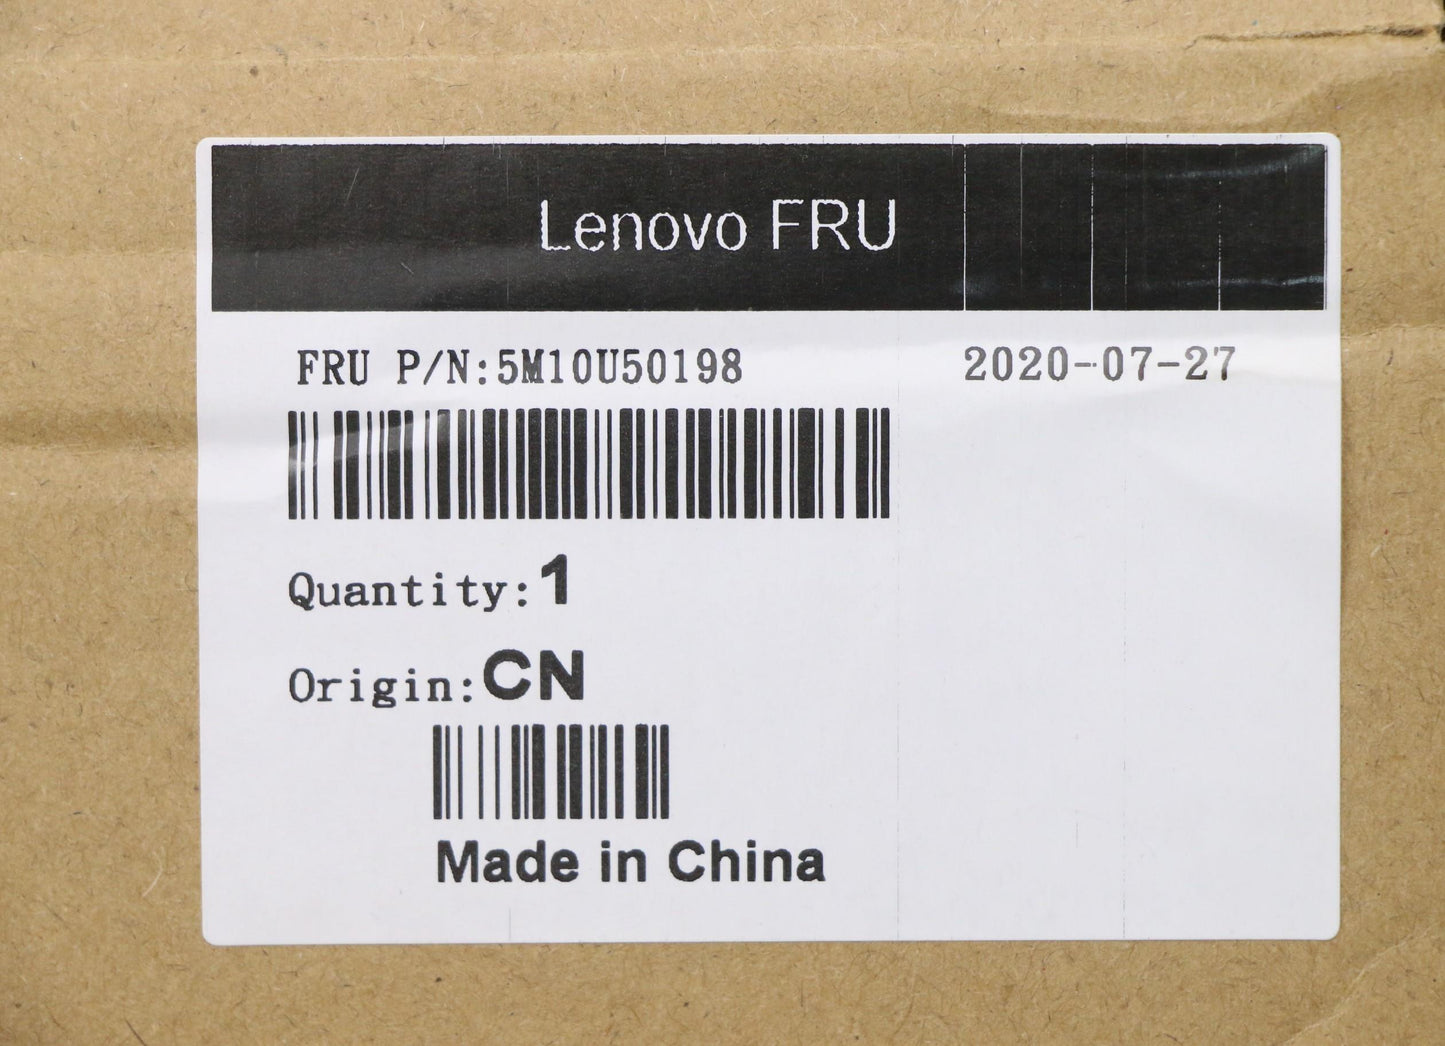 Lenovo FRU
FRU P/N:5M10U50198 2020-07-27
Quantity:1
Origin:CN
Made in China